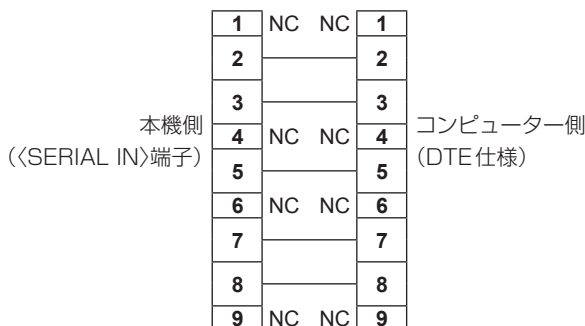 1 NC NC 1
2 2
3 3
本機側
(〈SERIAL IN〉端子)
4 NC NC 4
コンピューター側
(DTE仕様)
5 5
6 NC NC 6
7 7
8 8
9 NC NC 9